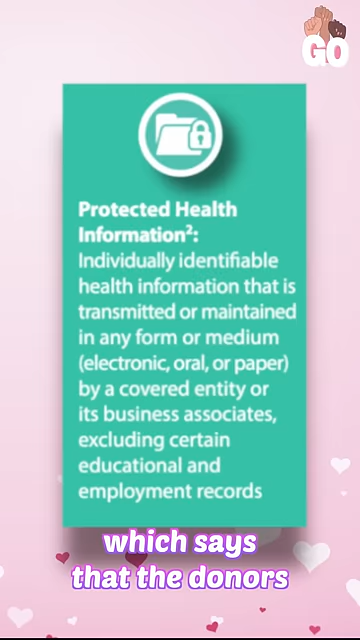 GO
Protected Health
Information²:
Individually identifiable
health information that is
transmitted or maintained
in any form or medium
(electronic, oral, or paper)
by a covered entity or
its business associates,
excluding certain
educational and
employment records
which says
that the donors